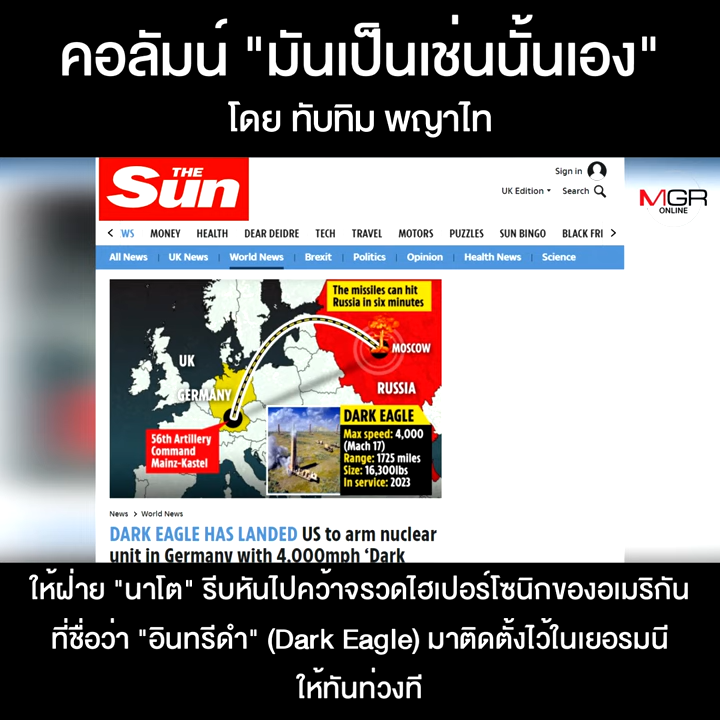 คอลัมน์ "มันเป็นเช่นนั้นเอง"
โดย ทับทิม พญาไท
THE
Sun
Sign in
UK Edition
Search
MGR
ONLINE
WS MONEY HEALTH DEAR DEIDRE TECH TRAVEL MOTORS PUZZLES SUN BINGO BLACK FRI
All News UK News World News Brexit Politics Opinion Health News Science
The missiles can hit
Russia in six minutes
UK
GERMANY
MOSCOW
RUSSIA
56th Artillery
Command
Mainz-Kastel
DARK EAGLE
Max speed: 4,000
(Mach 17)
Range: 1725 miles
Size: 16,300lbs
In service: 2023
News > World News
DARK EAGLE HAS LANDED US to arm nuclear
unit in Germany with 4,000mph ‘Dark
ให้ฝ่าย "นาโต" รีบหันไปคว้าจรวดไฮเปอร์โซนิกของอเมริกัน
ที่ชื่อว่า "อินทรีดำ" (Dark Eagle) มาติดตั้งไว้ในเยอรมนี
ให้ทันท่วงที